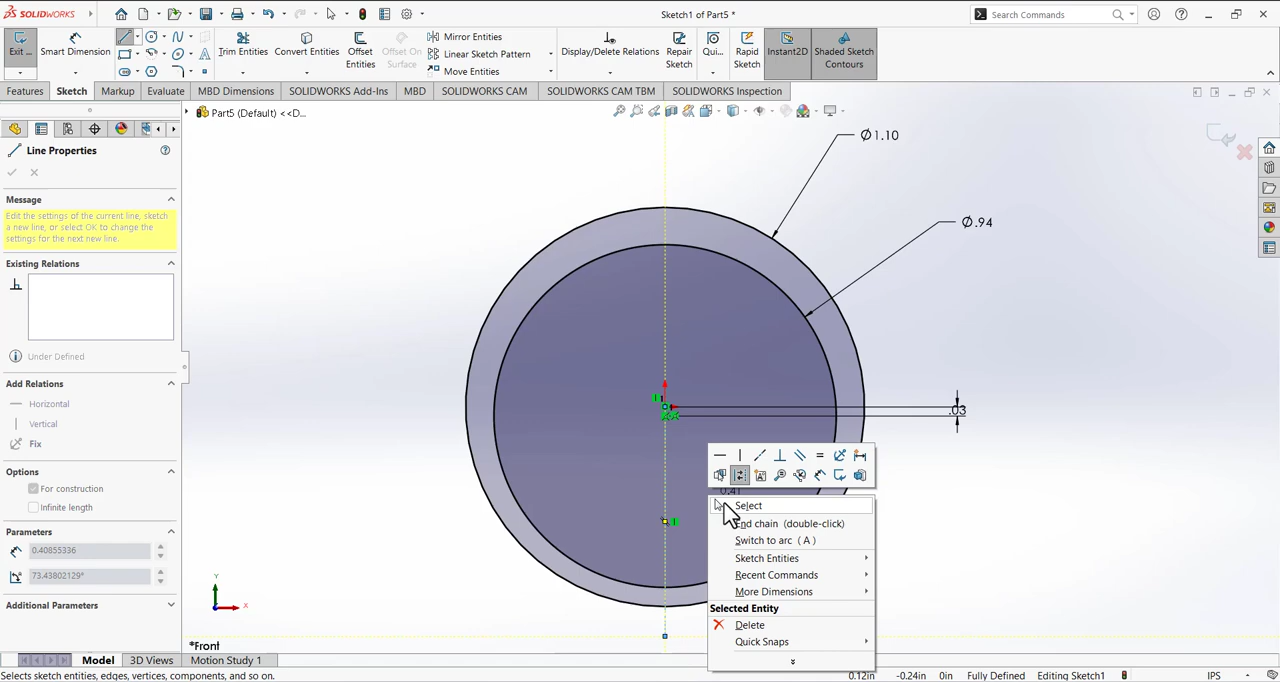 SOLIDWORKS
Sketch1 of Part5 *
Search Commands
Exit ...
Smart Dimension
Trim Entities
Convert Entities
Offset Entities
Offset On Surface
Mirror Entities
Linear Sketch Pattern
Move Entities
Display/Delete Relations
Repair Sketch
Qui...
Rapid Sketch
Instant2D
Shaded Sketch Contours
Features
Sketch
Markup
Evaluate
MBD Dimensions
SOLIDWORKS Add-Ins
MBD
SOLIDWORKS CAM
SOLIDWORKS CAM TBM
SOLIDWORKS Inspection
Part5 (Default) <<D...
Line Properties
Message
Edit the settings of the current line, sketch
a new line, or select OK to change the
settings for the next new line.
Existing Relations
Under Defined
Add Relations
Horizontal
Vertical
Fix
Options
For construction
Infinite length
Parameters
0.40855336
73.43802129°
Additional Parameters
Ø1.10
Ø.94
.03
Select
End chain (double-click)
Switch to arc ( A )
Sketch Entities
Recent Commands
More Dimensions
Selected Entity
Delete
Quick Snaps
Y
X
*Front
Model
3D Views
Motion Study 1
Selects sketch entities, edges, vertices, components, and so on.
0.12in
-0.24in
0in
Fully Defined
Editing Sketch1
IPS